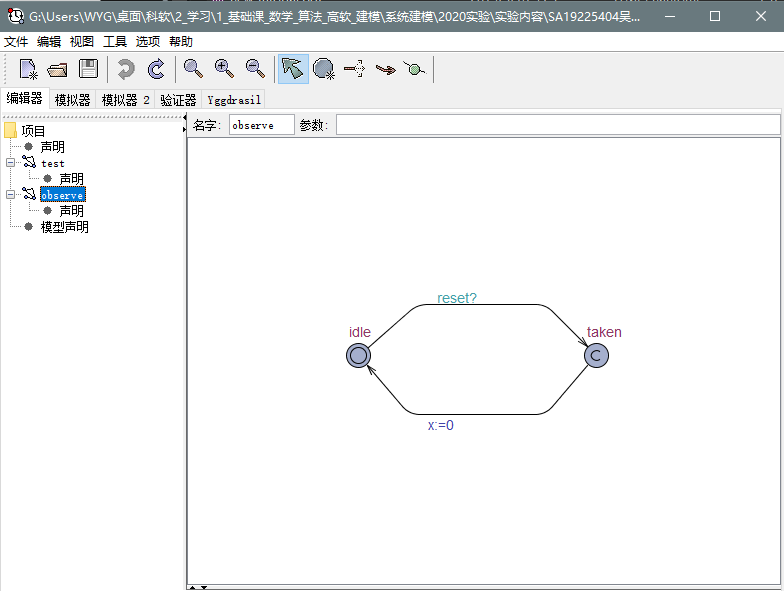 G:\Users\WYG\桌面\科软\2_学习\1_基础课_数学_算法_高软_建模\系统建模\2020实验\实验内容\SA19225404吴...
文件 编辑 视图 工具 选项 帮助
编辑器 模拟器 模拟器 2 验证器 Yggdrasil
名字: observe 参数:
项目
声明
test
声明
observe
声明
模型声明
reset?
idle
taken
C
x:=0